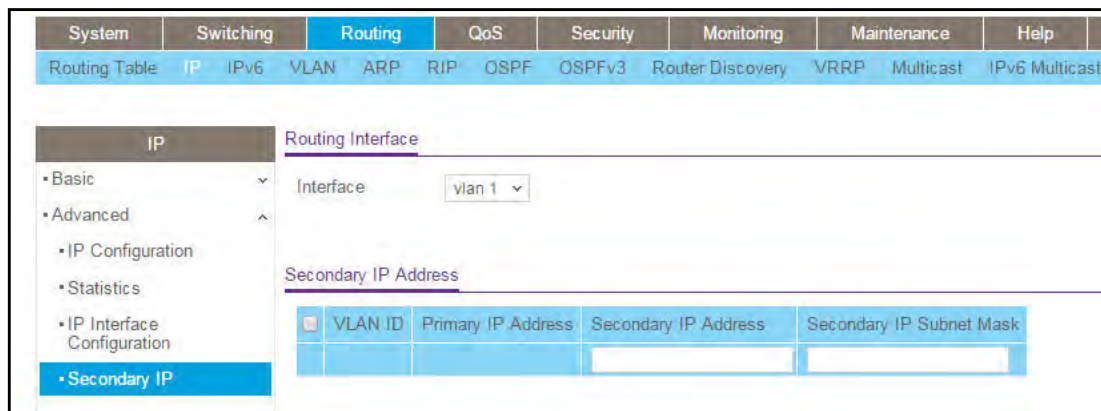 System Switching Routing QoS Security Monitoring Maintenance Help
Routing Table IP IPv6 VLAN ARP RIP OSPF OSPFv3 Router Discovery VRRP Multicast IPv6 Multicast
IP
Basic
Advanced
IP Configuration
Statistics
IP Interface
Configuration
Secondary IP
Routing Interface
Interface vlan 1
Secondary IP Address
VLAN ID Primary IP Address Secondary IP Address Secondary IP Subnet Mask